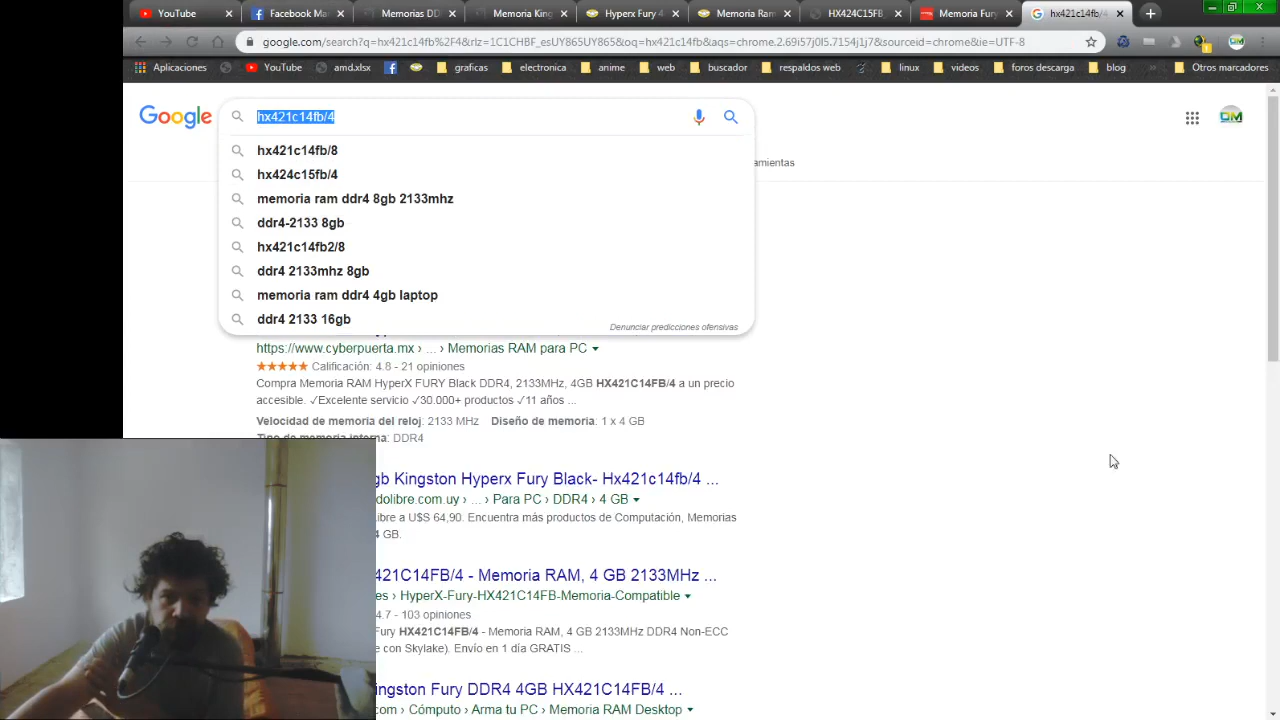 YouTube
Facebook M
Memoria
Memoria King
Hyperx Fury 4
Memoria Ram
HX424C15FB
Memoria Fury
hx421c14fb/4
google.com/search?q=hx421c14fb%2F4&rlz=1C1CHBF_esUY865UY865&oq=hx421c14fb&aqs=chrome.2.69i57j0l5.7154j1j7&sourceid=chrome&ie=UTF-8
Aplicaciones
YouTube
amd.xlsx
graficas
electronica
anime
web
buscador
respaldos web
linux
videos
para descargar
blog
Otros marcadores
Google
hx421c14fb/4
DM
hx421c14fb/8
hx424c15fb/4
memoria ram ddr4 8gb 2133mhz
ddr4-2133 8gb
hx421c14fb2/8
ddr4 2133mhz 8gb
memoria ram ddr4 4gb laptop
ddr4 2133 16gb
Denunciar predicciones ofensivas
amientas
https://www.cyberpuerta.mx › ... › Memorias RAM para PC
★★★★★ Calificación: 4.8 - 21 opiniones
Compra Memoria RAM HyperX FURY Black DDR4, 2133MHz, 4GB HX421C14FB/4 a un precio
accesible. ✓Excelente servicio ✓30.000+ productos ✓11 años ...
Velocidad de memoria del reloj: 2133 MHz Diseño de memoria: 1 x 4 GB
Tipo de memoria interna: DDR4
gb Kingston Hyperx Fury Black- Hx421c14fb/4 ...
dolibre.com.uy › ... › Para PC › DDR4 › 4 GB
ibre a U$S 64,90. Encuentra más productos de Computación, Memorias
4 GB.
421C14FB/4 - Memoria RAM, 4 GB 2133MHz ...
es › HyperX-Fury-HX421C14FB-Memoria-Compatible
4.7 - 103 opiniones
Fury HX421C14FB/4 - Memoria RAM, 4 GB 2133MHz DDR4 Non-ECC
e con Skylake). Envío en 1 día GRATIS ...
ingston Fury DDR4 4GB HX421C14FB/4 ...
com › Cómputo › Arma tu PC › Memoria RAM Desktop